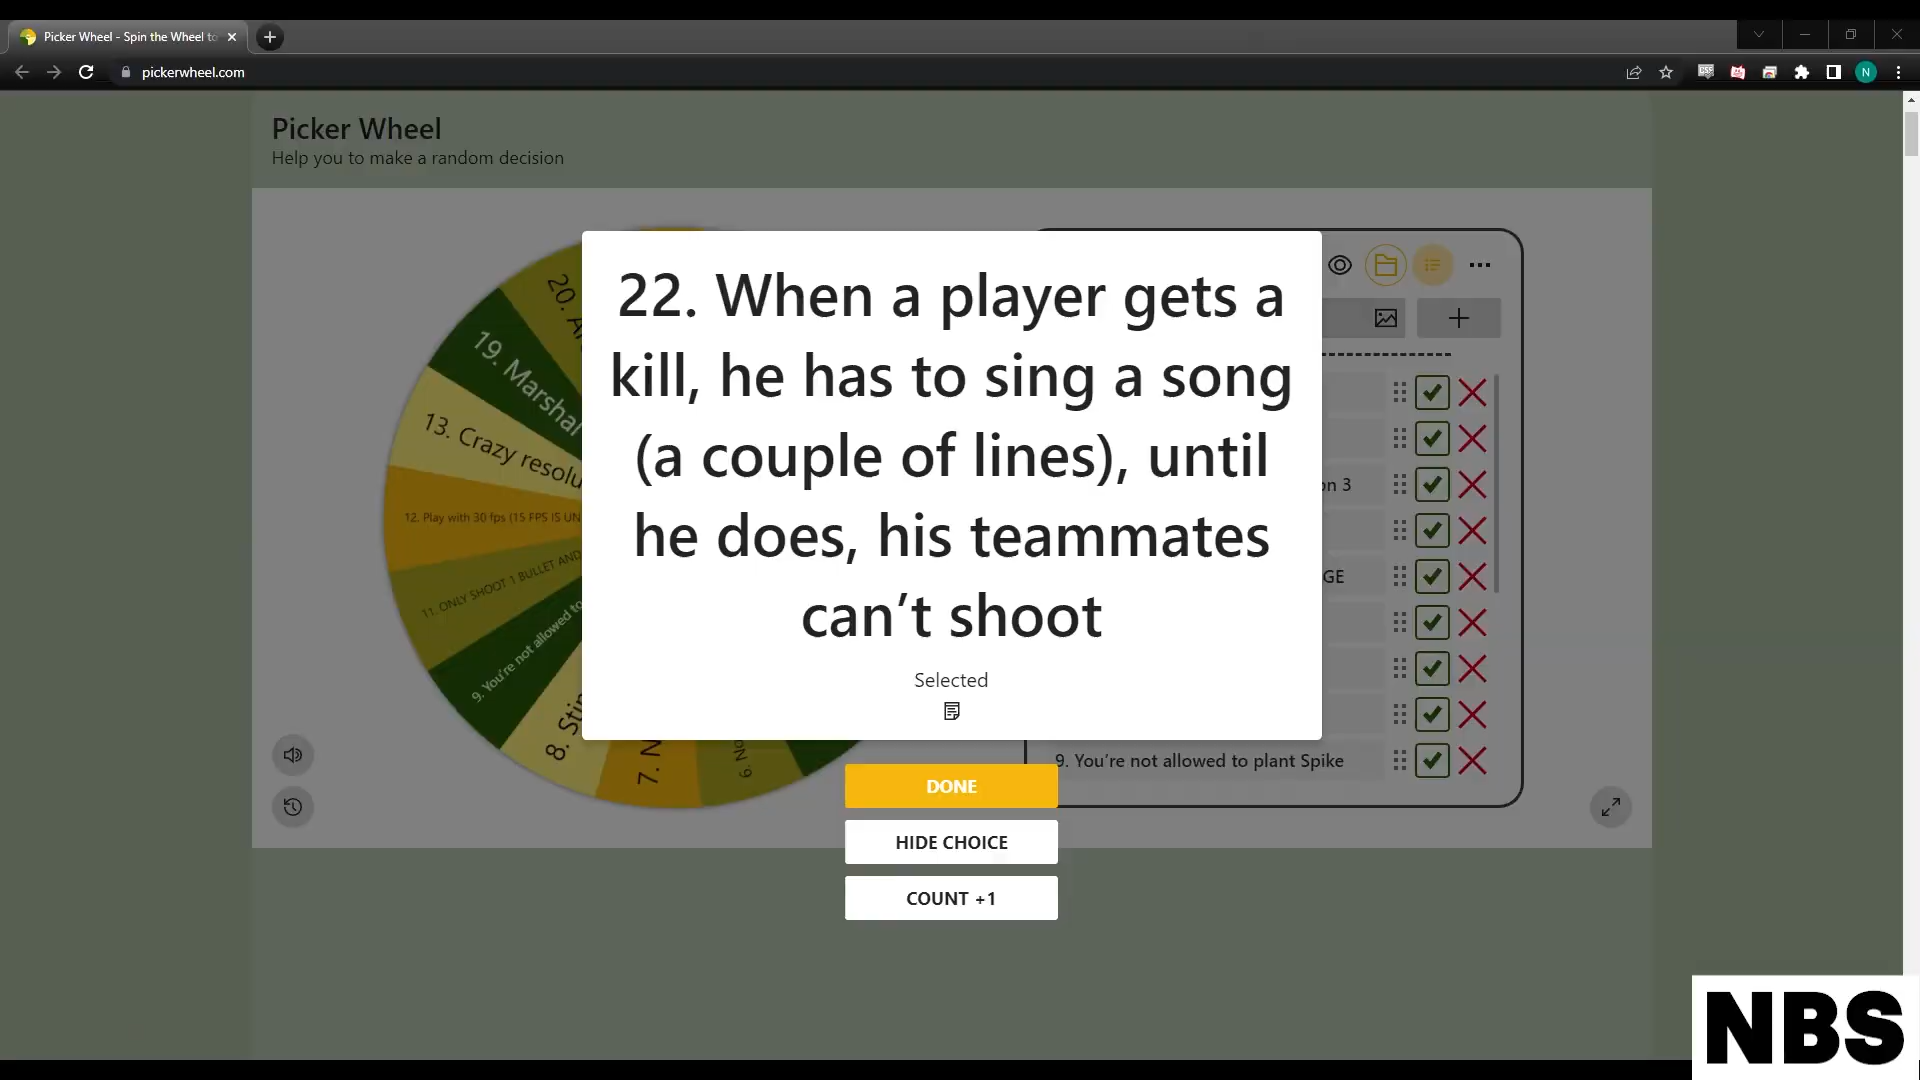 Picker Wheel - Spin the Wheel to
pickerwheel.com
N
Picker Wheel
Help you to make a random decision
22. When a player gets a
kill, he has to sing a song
(a couple of lines), until
he does, his teammates
can’t shoot
Selected
DONE
HIDE CHOICE
COUNT +1
20. A
19. Marshal
13. Crazy resolu
12. Play with 30 fps (15 FPS IS UN
11. ONLY SHOOT 1 BULLET AND
9. You're not allowed to
8. Sti
7. N
6. No
on 3
GE
9. You’re not allowed to plant Spike
NBS